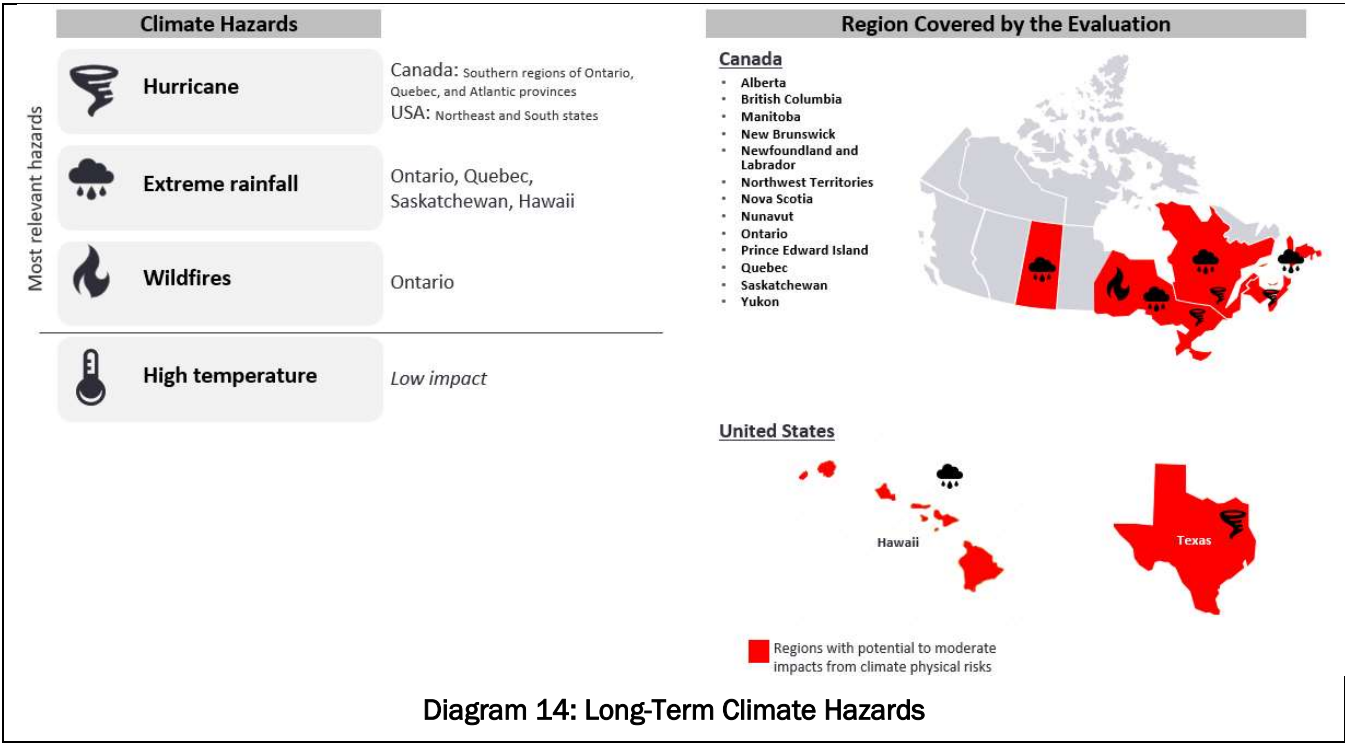 Climate Hazards
Most relevant hazards
Hurricane
Canada: Southern regions of Ontario,
Quebec, and Atlantic provinces
USA: Northeast and South states
Extreme rainfall
Ontario, Quebec,
Saskatchewan, Hawaii
Wildfires
Ontario
High temperature
Low impact
Region Covered by the Evaluation
Canada
▪ Alberta
▪ British Columbia
▪ Manitoba
▪ New Brunswick
▪ Newfoundland and
Labrador
▪ Northwest Territories
▪ Nova Scotia
▪ Nunavut
▪ Ontario
▪ Prince Edward Island
▪ Quebec
▪ Saskatchewan
▪ Yukon
United States
Hawaii
Texas
Regions with potential to moderate
impacts from climate physical risks
Diagram 14: Long-Term Climate Hazards